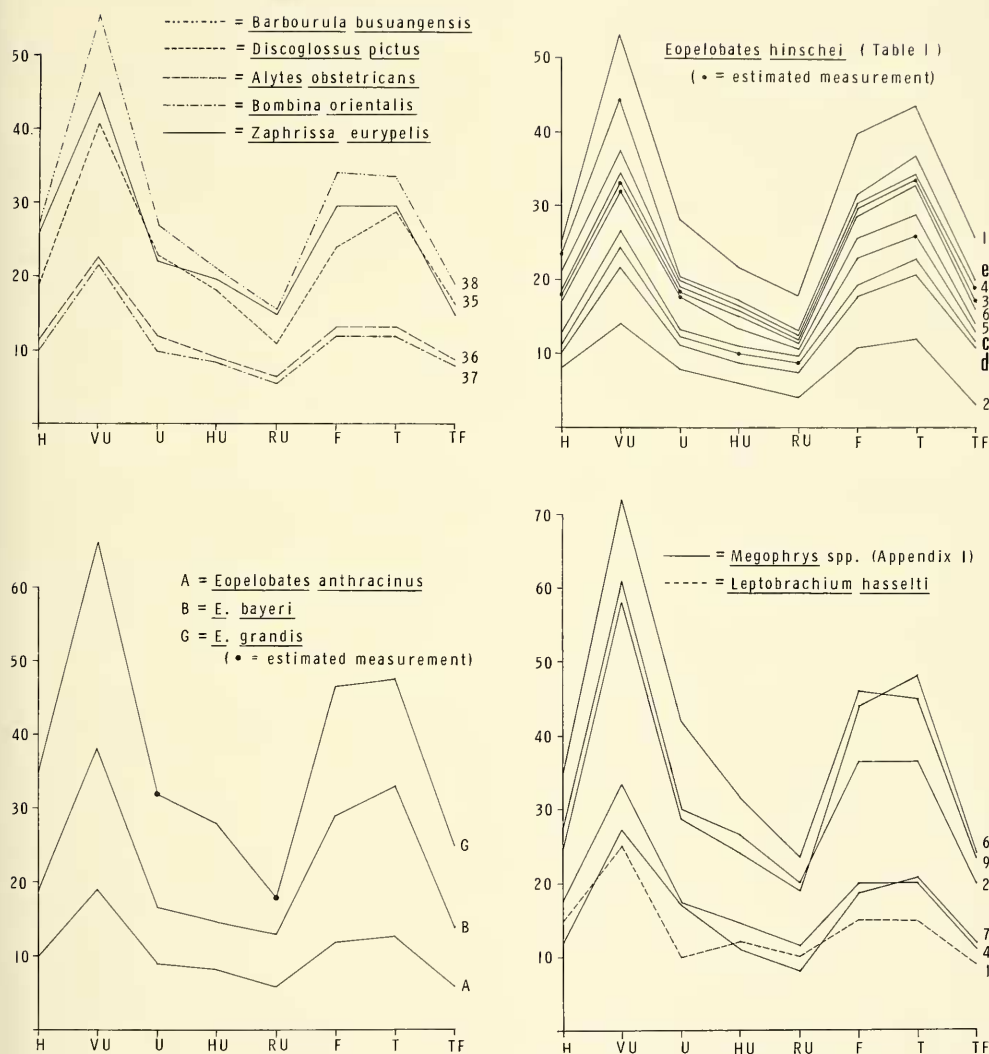 = Barbourula busuangensis
= Discoglossus pictus
= Alytes obstetricans
= Bombina orientalis
= Zaphrissa eurypelis
50
40
30
20
10
38
35
36
37
H VU U HU RU F T TF
Eopelobates hinschei (Table I)
(• = estimated measurement)
50
40
30
20
10
1
e
4
3
6
5
c
d
2
H VU U HU RU F T TF
A = Eopelobates anthracinus
B = E. bayeri
G = E. grandis
(• = estimated measurement)
60
50
40
30
20
10
G
B
A
H VU U HU RU F T TF
= Megophrys spp. (Appendix I)
= Leptobrachium hasselti
70
60
50
40
30
20
10
6
9
2
7
4
1
H VU U HU RU F T TF